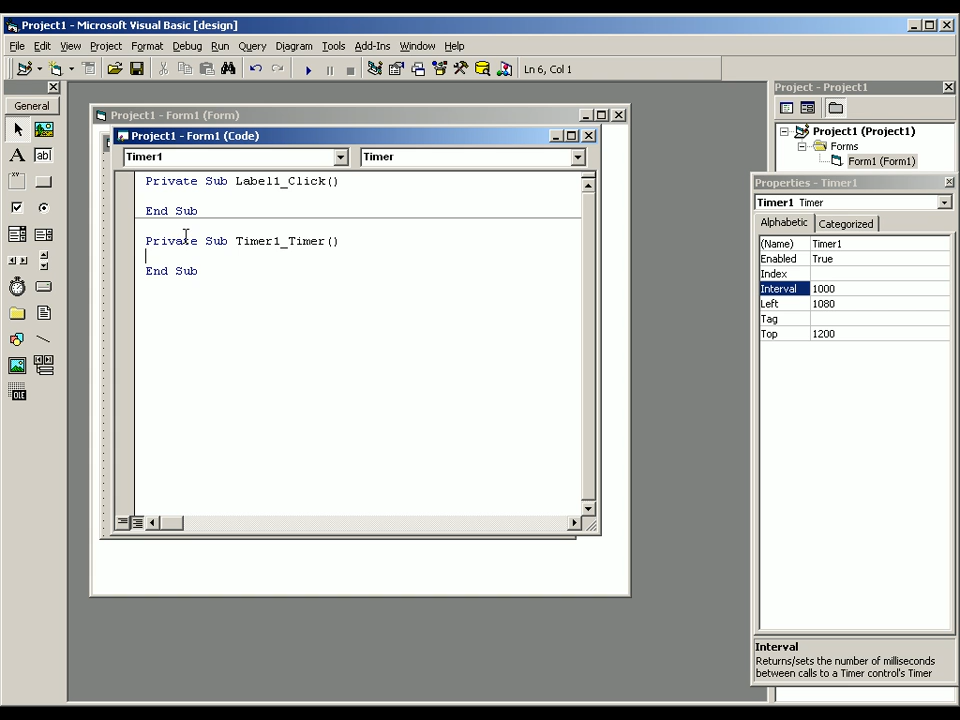 Project1 - Microsoft Visual Basic [design]
File Edit View Project Format Debug Run Query Diagram Tools Add-Ins Window Help
Ln 6, Col 1
General
A
ab|
OLE
Project1 - Form1 (Form)
Project1 - Form1 (Code)
Timer1 Timer
Private Sub Label1_Click()
End Sub
Private Sub Timer1_Timer()
End Sub
Project - Project1
Project1 (Project1)
Forms
Form1 (Form1)
Properties - Timer1
Timer1 Timer
Alphabetic Categorized
(Name) Timer1
Enabled True
Index
Interval 1000
Left 1080
Tag
Top 1200
Interval
Returns/sets the number of milliseconds
between calls to a Timer control's Timer